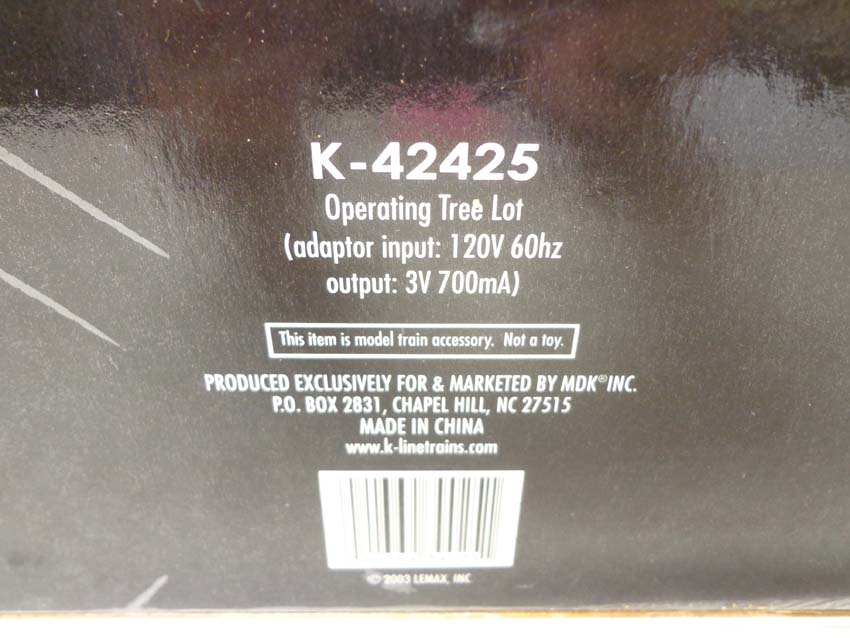 K-42425
Operating Tree Lot
(adaptor input: 120V 60hz
output: 3V 700mA)
This item is model train accessory. Not a toy.
PRODUCED EXCLUSIVELY FOR & MARKETED BY MDK® INC.
P.O. BOX 2831, CHAPEL HILL, NC 27515
MADE IN CHINA
www.k-linetrains.com
© 2003 LEMAX, INC